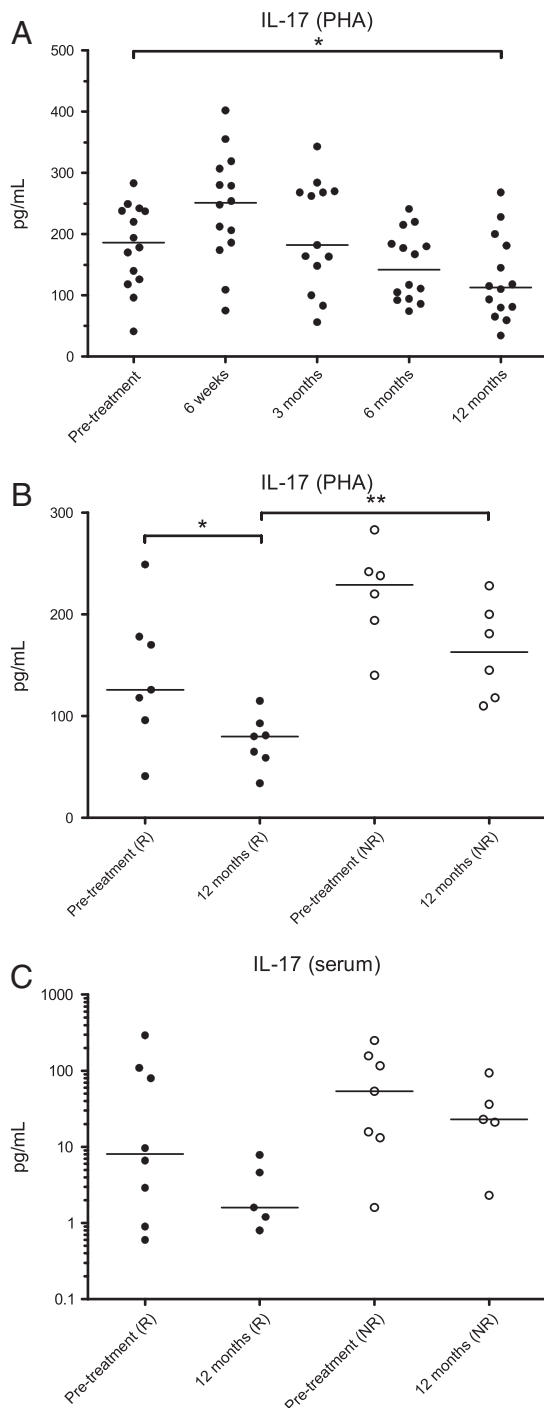 A
IL-17 (PHA)
*
500
400
300
200
100
0
pg/mL
Pre-treatment
6 weeks
3 months
6 months
12 months
B
IL-17 (PHA)
*
**
300
200
100
0
pg/mL
Pre-treatment (R)
12 months (R)
Pre-treatment (NR)
12 months (NR)
C
IL-17 (serum)
1000
100
10
1
0.1
pg/mL
Pre-treatment (R)
12 months (R)
Pre-treatment (NR)
12 months (NR)